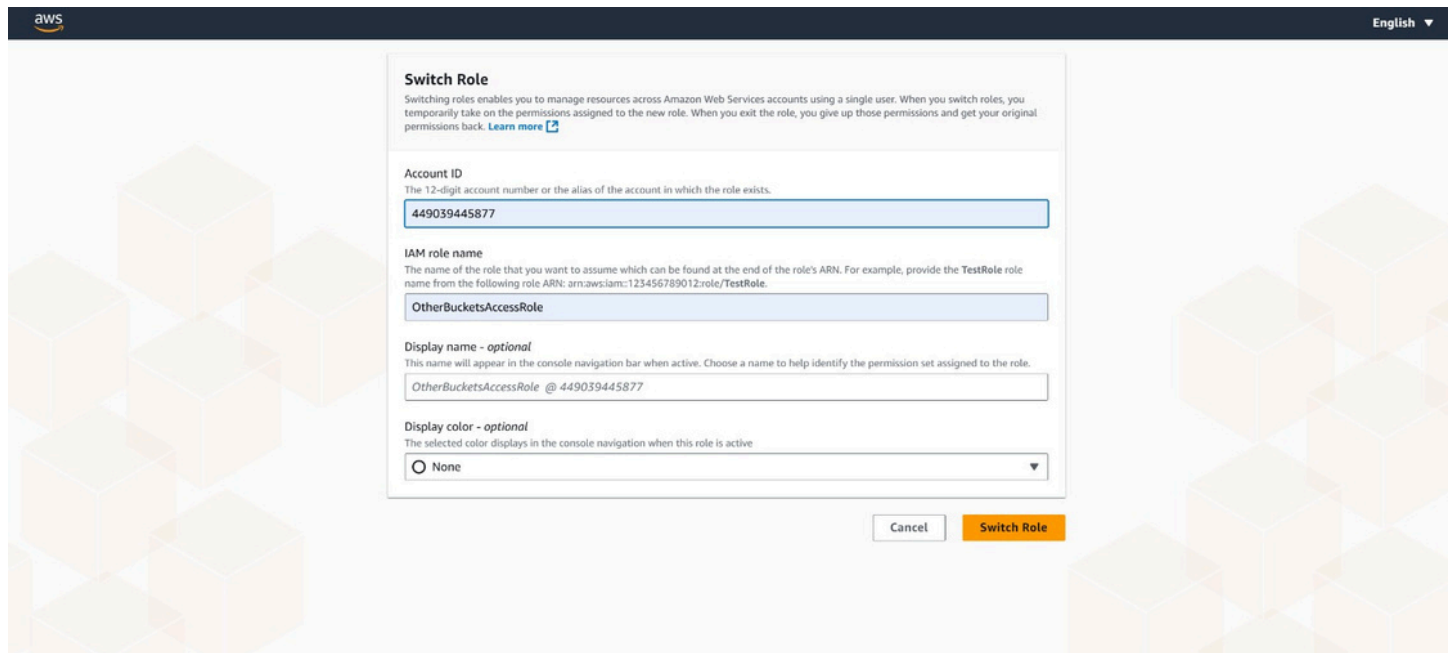 aws
English
Switch Role
Switching roles enables you to manage resources across Amazon Web Services accounts using a single user. When you switch roles, you
temporarily take on the permissions assigned to the new role. When you exit the role, you give up those permissions and get your original
permissions back. Learn more
Account ID
The 12-digit account number or the alias of the account in which the role exists.
449039445877
IAM role name
The name of the role that you want to assume which can be found at the end of the role's ARN. For example, provide the TestRole role
name from the following role ARN: arn:aws:iam::123456789012:role/TestRole.
OtherBucketsAccessRole
Display name - optional
This name will appear in the console navigation bar when active. Choose a name to help identify the permission set assigned to the role.
OtherBucketsAccessRole @ 449039445877
Display color - optional
The selected color displays in the console navigation when this role is active
None
Cancel
Switch Role